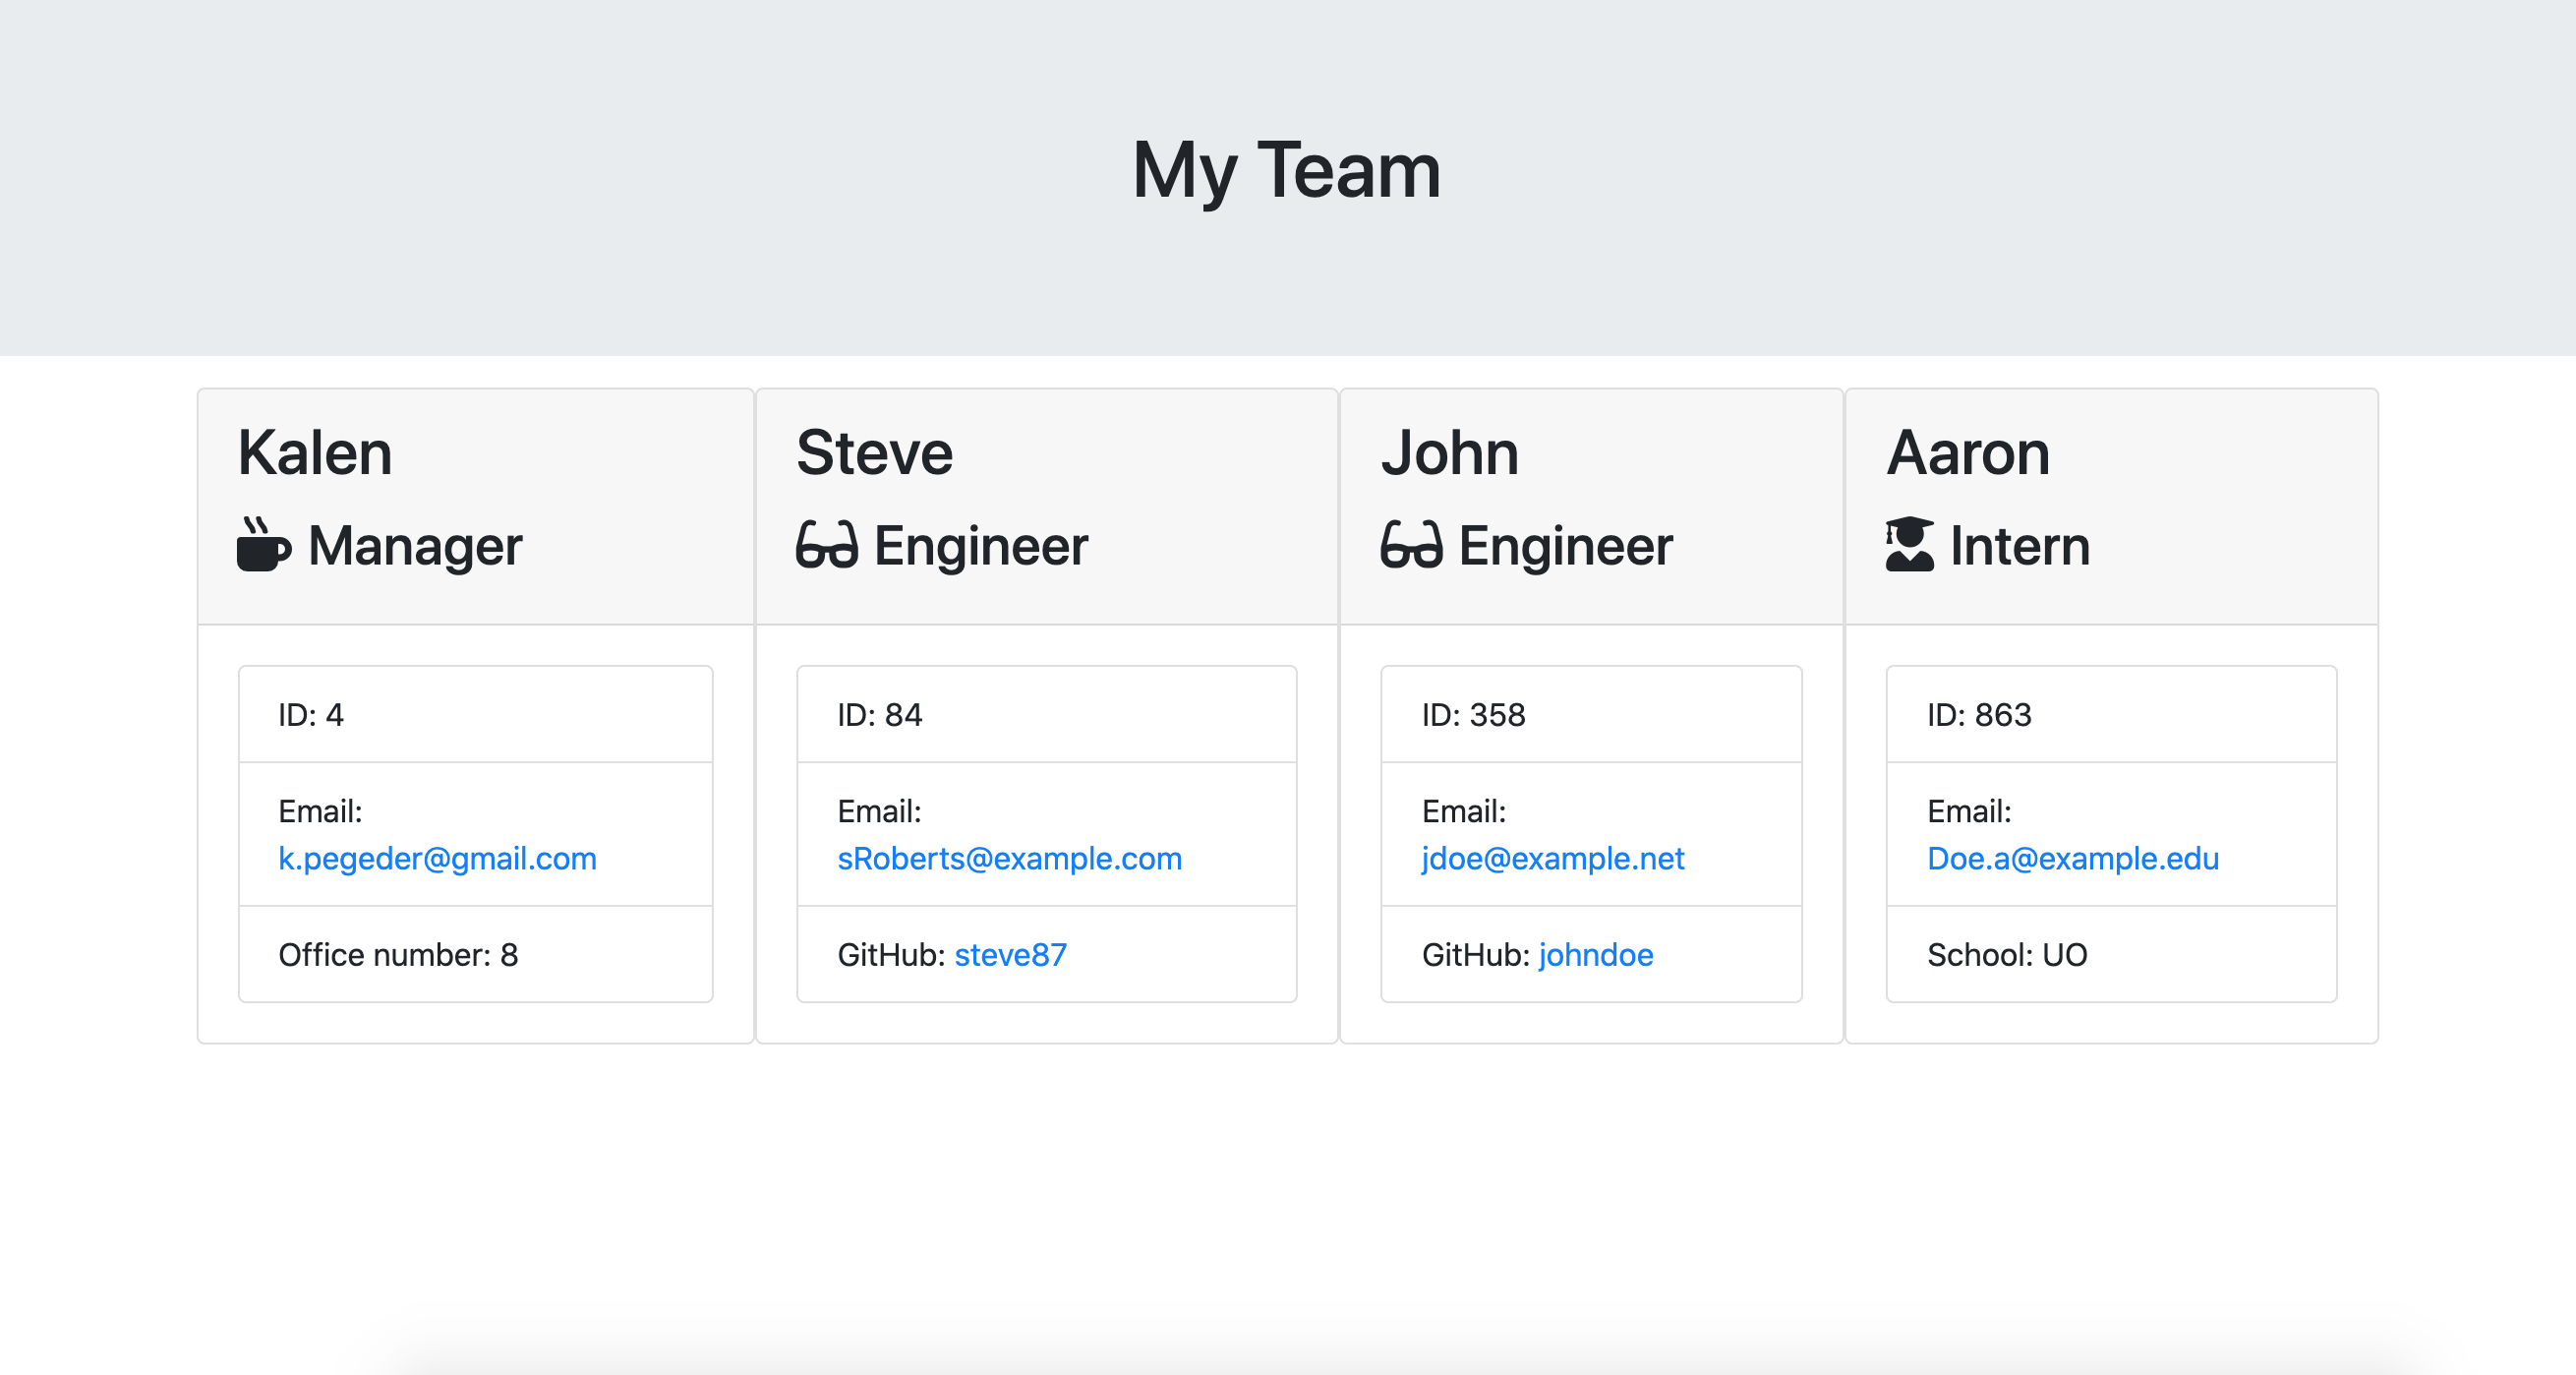 My Team
Kalen
Manager
ID: 4
Email:
k.pegeder@gmail.com
Office number: 8
Steve
Engineer
ID: 84
Email:
sRoberts@example.com
GitHub: steve87
John
Engineer
ID: 358
Email:
jdoe@example.net
GitHub: johndoe
Aaron
Intern
ID: 863
Email:
Doe.a@example.edu
School: UO